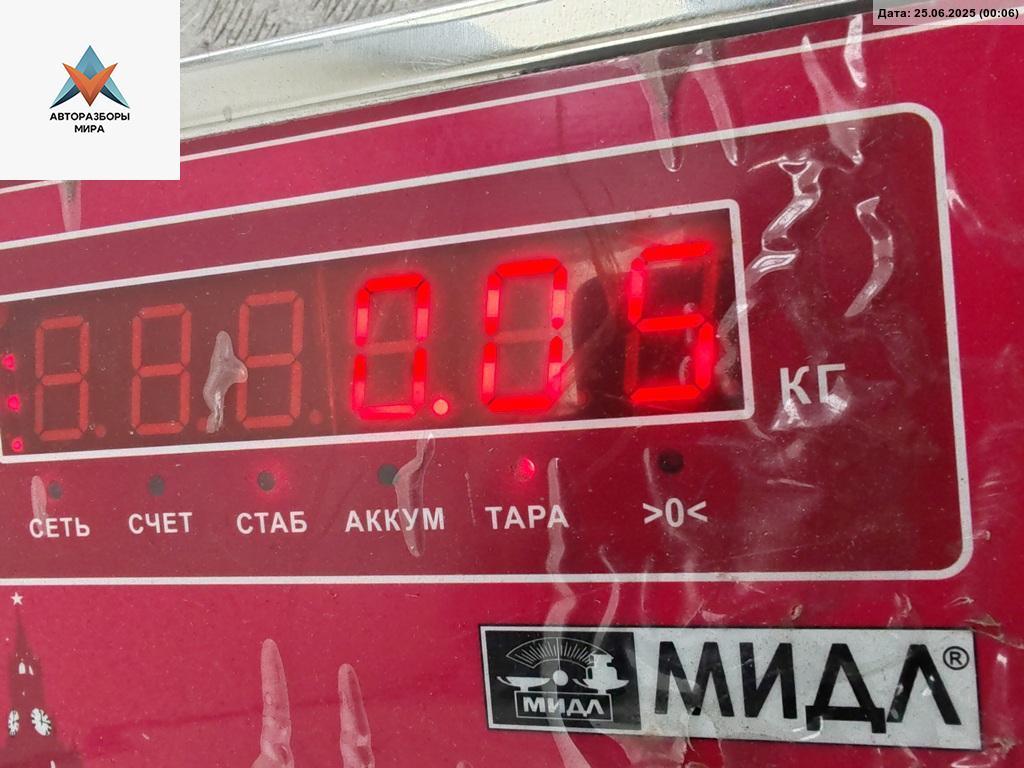 Дата: 25.06.2025 (00:06)
АВТОРАЗБОРЫ
МИРА
0.05
КГ
СЕТЬ СЧЕТ СТАБ АККУМ ТАРА >0<
МИДЛ МИДЛ®